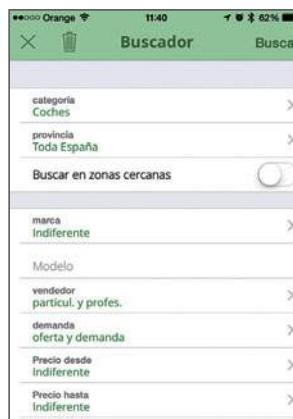 Orange 11:40 62%
Buscador Busca
categoría
Coches
provincia
Toda España
Buscar en zonas cercanas
marca
Indiferente
Modelo
vendedor
particul. y profes.
demanda
oferta y demanda
Precio desde
Indiferente
Precio hasta
Indiferente